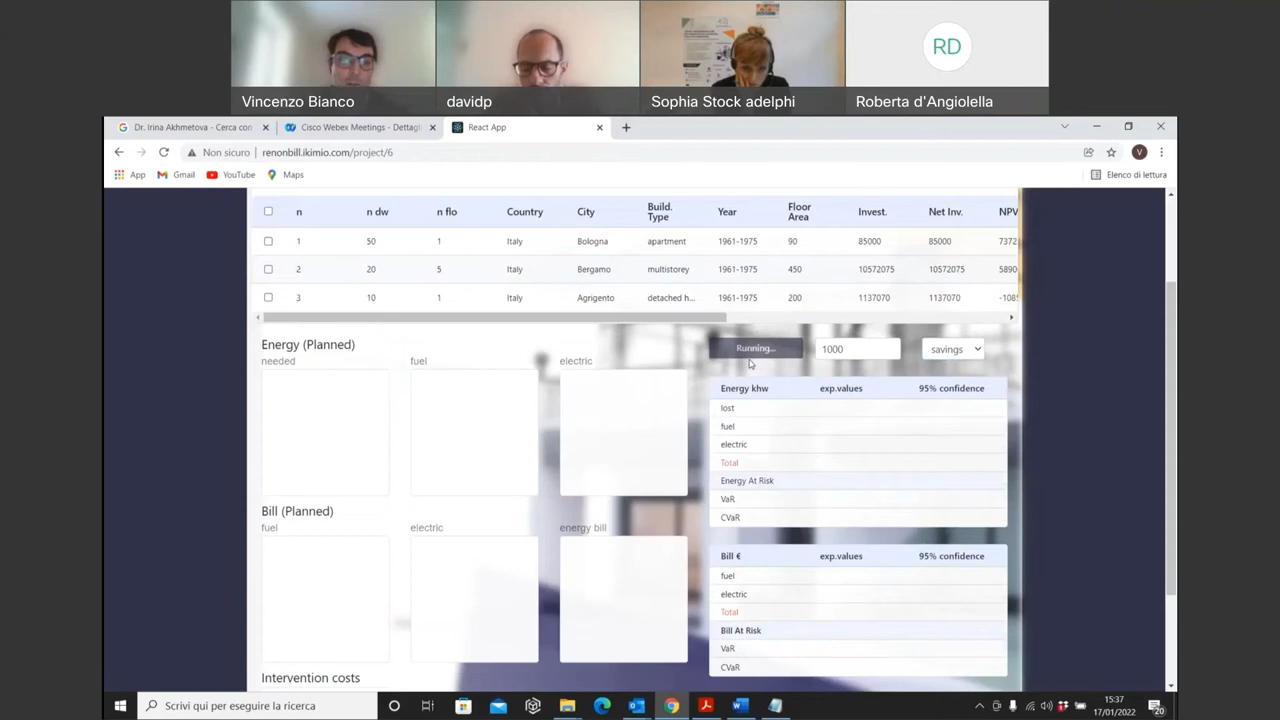 Vincenzo Bianco
davidp
Sophia Stock adelphi
RD
Roberta d'Angiolella
Dr. Irina Akhmetova - Cerca con
Cisco Webex Meetings - Dettagli
React App
Non sicuro | renonbill.ikimio.com/project/6
V
App Gmail YouTube Maps Elenco di lettura
n n dw n flo Country City Build. Type Year Floor Area Invest. Net Inv. NPV
1 50 1 Italy Bologna apartment 1961-1975 90 85000 85000 7372
2 20 5 Italy Bergamo multistorey 1961-1975 450 10572075 10572075 5890
3 10 1 Italy Agrigento detached h... 1961-1975 200 1137070 1137070 -108
Energy (Planned)
needed fuel electric
Running... 1000 savings
Energy khw exp.values 95% confidence
lost
fuel
electric
Total
Energy At Risk
VaR
CVaR
Bill (Planned)
fuel electric energy bill
Bill € exp.values 95% confidence
fuel
electric
Total
Bill At Risk
VaR
CVaR
Intervention costs
Scrivi qui per eseguire la ricerca
15:37
17/01/2022
20